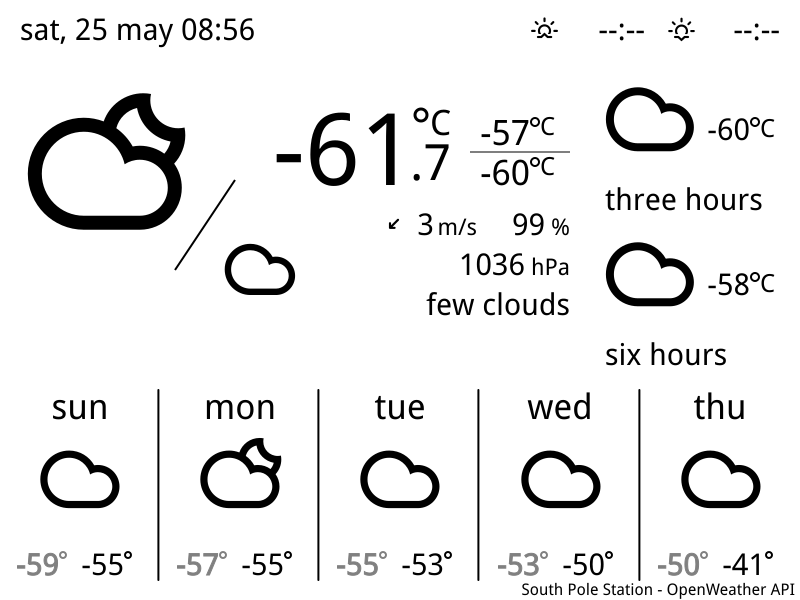 sat, 25 may 08:56 --:-- --:--
-61.7°C
-57°C
-60°C
3 m/s 99 %
1036 hPa
few clouds
-60°C
three hours
-58°C
six hours
sun mon tue wed thu
-59° -55° -57° -55° -55° -53° -53° -50° -50° -41°
South Pole Station - OpenWeather API